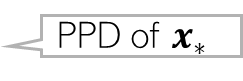 PPD of 𝒙*